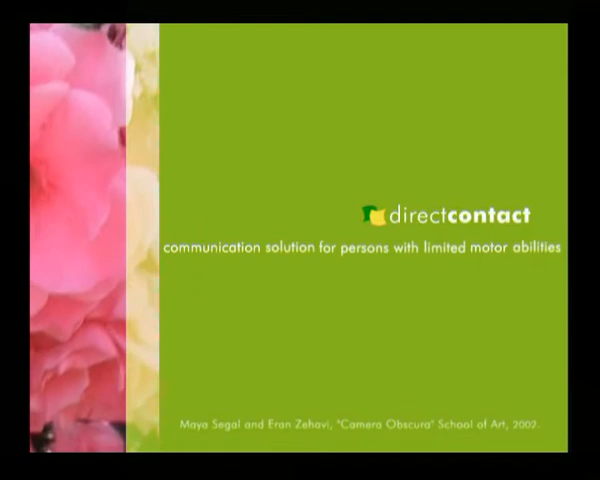 directcontact
communication solution for persons with limited motor abilities
Maya Segal and Eran Zehavi, "Camera Obscura" School of Art, 2002.